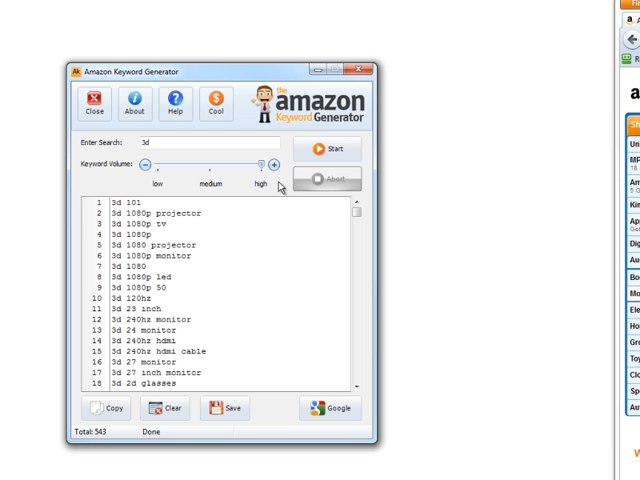 Amazon Keyword Generator
Close
About
Help
Cool
the
amazon
Keyword Generator
Enter Search:
3d
Start
Keyword Volume:
low
medium
high
Abort
1 3d 101
2 3d 1080p projector
3 3d 1080p tv
4 3d 1080p
5 3d 1080 projector
6 3d 1080p monitor
7 3d 1080
8 3d 1080p led
9 3d 1080p 50
10 3d 120hz
11 3d 23 inch
12 3d 240hz monitor
13 3d 24 monitor
14 3d 240hz hdmi
15 3d 240hz hdmi cable
16 3d 27 monitor
17 3d 27 inch monitor
18 3d 2d glasses
Copy
Clear
Save
Google
Total: 543
Done